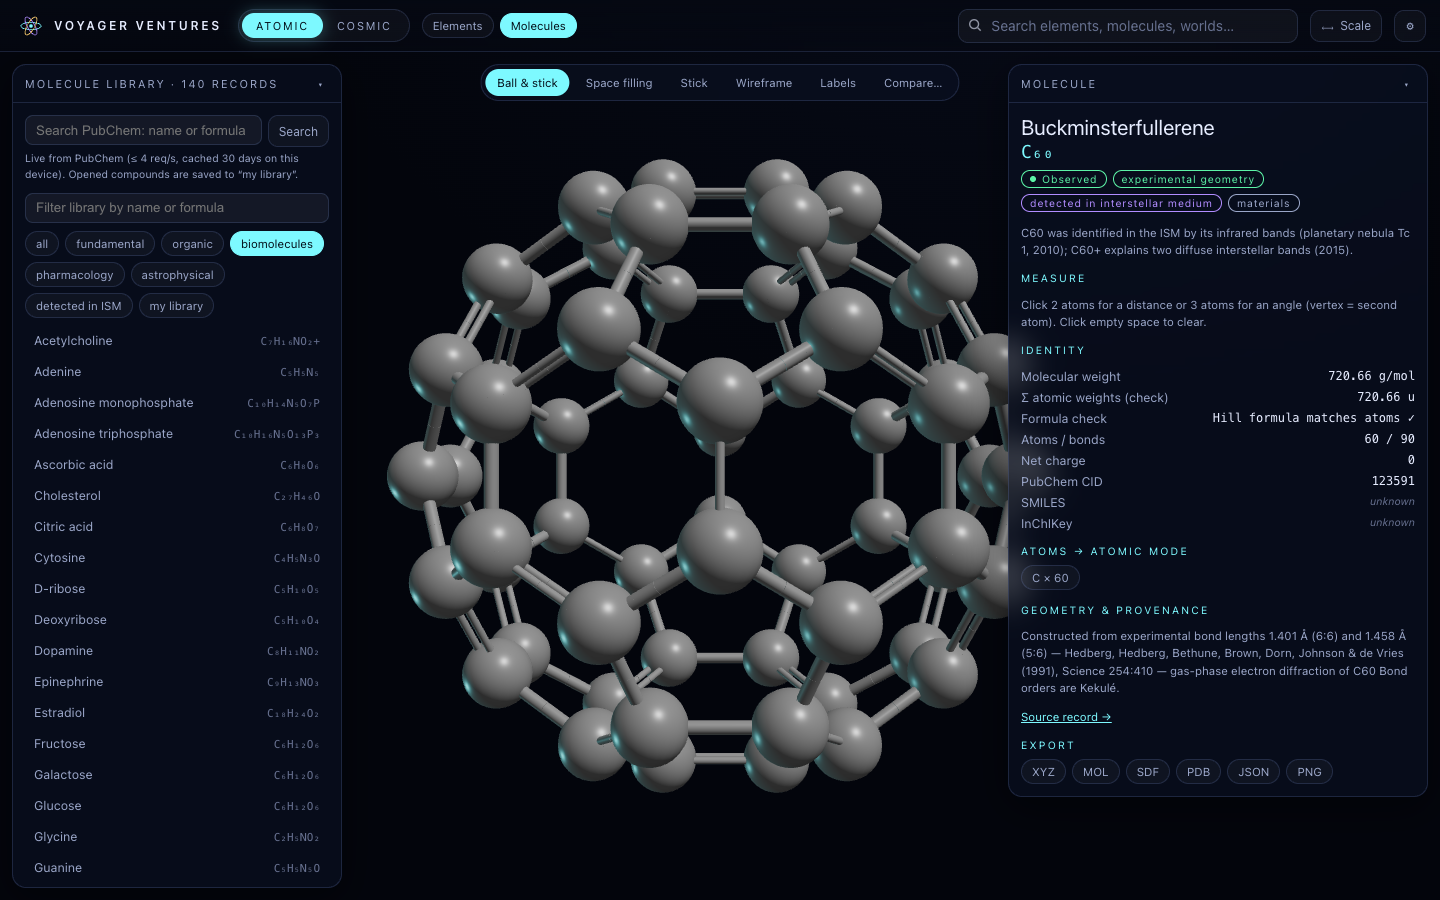 VOYAGER VENTURES
ATOMIC COSMIC
Elements Molecules
Search elements, molecules, worlds...
Scale
MOLECULE LIBRARY · 140 RECORDS
Search PubChem: name or formula
Search
Live from PubChem (≤ 4 req/s, cached 30 days on this
device). Opened compounds are saved to “my library”.
Filter library by name or formula
all fundamental organic biomolecules
pharmacology astrophysical
detected in ISM my library
Acetylcholine C₇H₁₆NO₂+
Adenine C₅H₅N₅
Adenosine monophosphate C₁₀H₁₄N₅O₇P
Adenosine triphosphate C₁₀H₁₆N₅O₁₃P₃
Ascorbic acid C₆H₈O₆
Cholesterol C₂₇H₄₆O
Citric acid C₆H₈O₇
Cytosine C₄H₅N₃O
D-ribose C₅H₁₀O₅
Deoxyribose C₅H₁₀O₄
Dopamine C₈H₁₁NO₂
Epinephrine C₉H₁₃NO₃
Estradiol C₁₈H₂₄O₂
Fructose C₆H₁₂O₆
Galactose C₆H₁₂O₆
Glucose C₆H₁₂O₆
Glycine C₂H₅NO₂
Guanine C₅H₅N₅O
Ball & stick Space filling Stick Wireframe Labels Compare...
MOLECULE
Buckminsterfullerene
C₆₀
Observed experimental geometry
detected in interstellar medium materials
C60 was identified in the ISM by its infrared bands (planetary nebula Tc
1, 2010); C60+ explains two diffuse interstellar bands (2015).
MEASURE
Click 2 atoms for a distance or 3 atoms for an angle (vertex = second
atom). Click empty space to clear.
IDENTITY
Molecular weight 720.66 g/mol
Σ atomic weights (check) 720.66 u
Formula check Hill formula matches atoms ✓
Atoms / bonds 60 / 90
Net charge 0
PubChem CID 123591
SMILES unknown
InChIKey unknown
ATOMS → ATOMIC MODE
C × 60
GEOMETRY & PROVENANCE
Constructed from experimental bond lengths 1.401 Å (6:6) and 1.458 Å
(5:6) — Hedberg, Hedberg, Bethune, Brown, Dorn, Johnson & de Vries
(1991), Science 254:410 — gas-phase electron diffraction of C60 Bond
orders are Kekulé.
Source record →
EXPORT
XYZ MOL SDF PDB JSON PNG